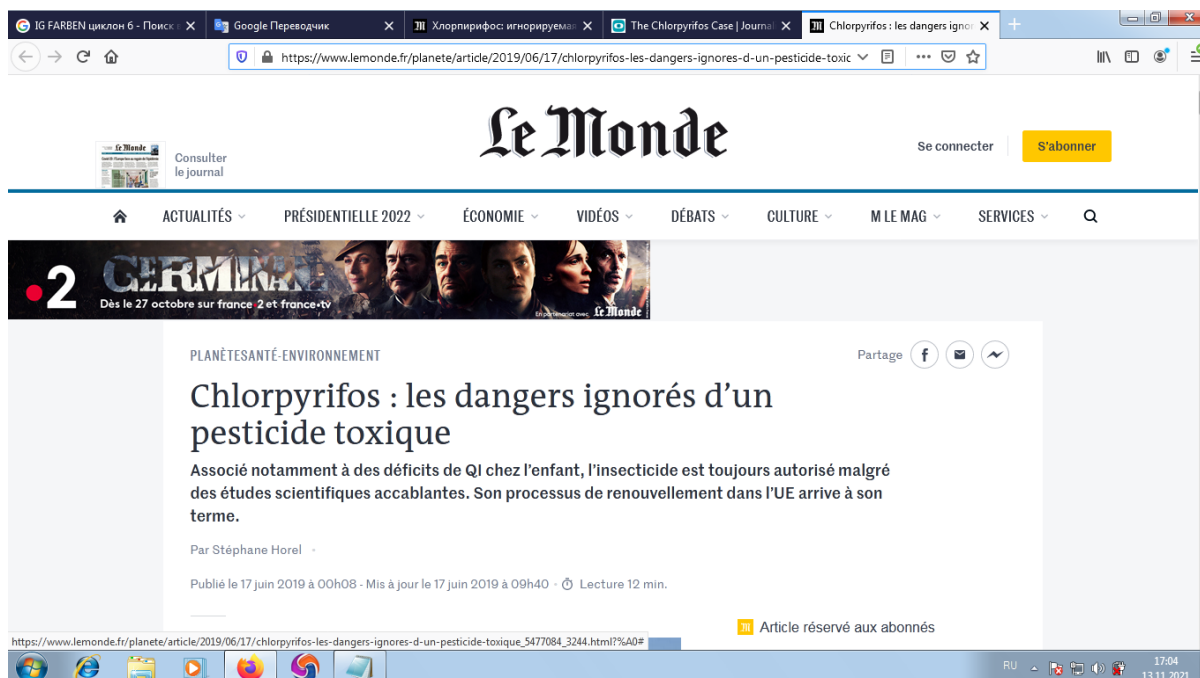 IG FARBEN циклон б - Поиск
Google Переводчик
Хлорпирифос: игнорируемая
The Chlorpyrifos Case | Journal
Chlorpyrifos : les dangers ignor
https://www.lemonde.fr/planete/article/2019/06/17/chlorpyrifos-les-dangers-ignores-d-un-pesticide-toxic
Le Monde
Consulter
le journal
Se connecter
S'abonner
ACTUALITÉS
PRÉSIDENTIELLE 2022
ÉCONOMIE
VIDÉOS
DÉBATS
CULTURE
M LE MAG
SERVICES
2
GERMINAL
Dès le 27 octobre sur france•2 et france•tv
En partenariat avec Le Monde
PLANÈTESANTÉ-ENVIRONNEMENT
Partage
Chlorpyrifos : les dangers ignorés d’un
pesticide toxique
Associé notamment à des déficits de QI chez l’enfant, l’insecticide est toujours autorisé malgré
des études scientifiques accablantes. Son processus de renouvellement dans l’UE arrive à son
terme.
Par Stéphane Horel
Publié le 17 juin 2019 à 00h08 - Mis à jour le 17 juin 2019 à 09h40 · Lecture 12 min.
Article réservé aux abonnés
https://www.lemonde.fr/planete/article/2019/06/17/chlorpyrifos-les-dangers-ignores-d-un-pesticide-toxique_5477084_3244.html?%A0#
RU
17:04
13.11.2021